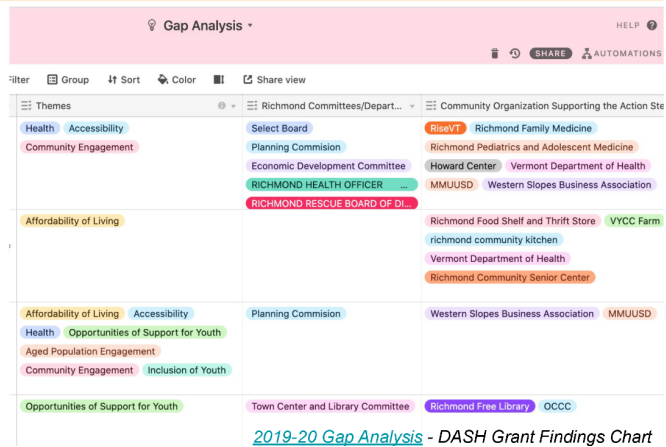 Gap Analysis
HELP
SHARE
AUTOMATIONS
Filter Group Sort Color Share view
Themes Richmond Committees/Depart... Community Organization Supporting the Action Ste
Health Accessibility
Community Engagement
Select Board
Planning Commision
Economic Development Committee
RICHMOND HEALTH OFFICER ...
RICHMOND RESCUE BOARD OF DI...
RiseVT Richmond Family Medicine
Richmond Pediatrics and Adolescent Medicine
Howard Center Vermont Department of Health
MMUUSD Western Slopes Business Association
Affordability of Living
Richmond Food Shelf and Thrift Store VYCC Farm
richmond community kitchen
Vermont Department of Health
Richmond Community Senior Center
Affordability of Living Accessibility
Health Opportunities of Support for Youth
Aged Population Engagement
Community Engagement Inclusion of Youth
Planning Commision
Western Slopes Business Association MMUUSD
Opportunities of Support for Youth
Town Center and Library Committee
Richmond Free Library OCCC
2019-20 Gap Analysis - DASH Grant Findings Chart